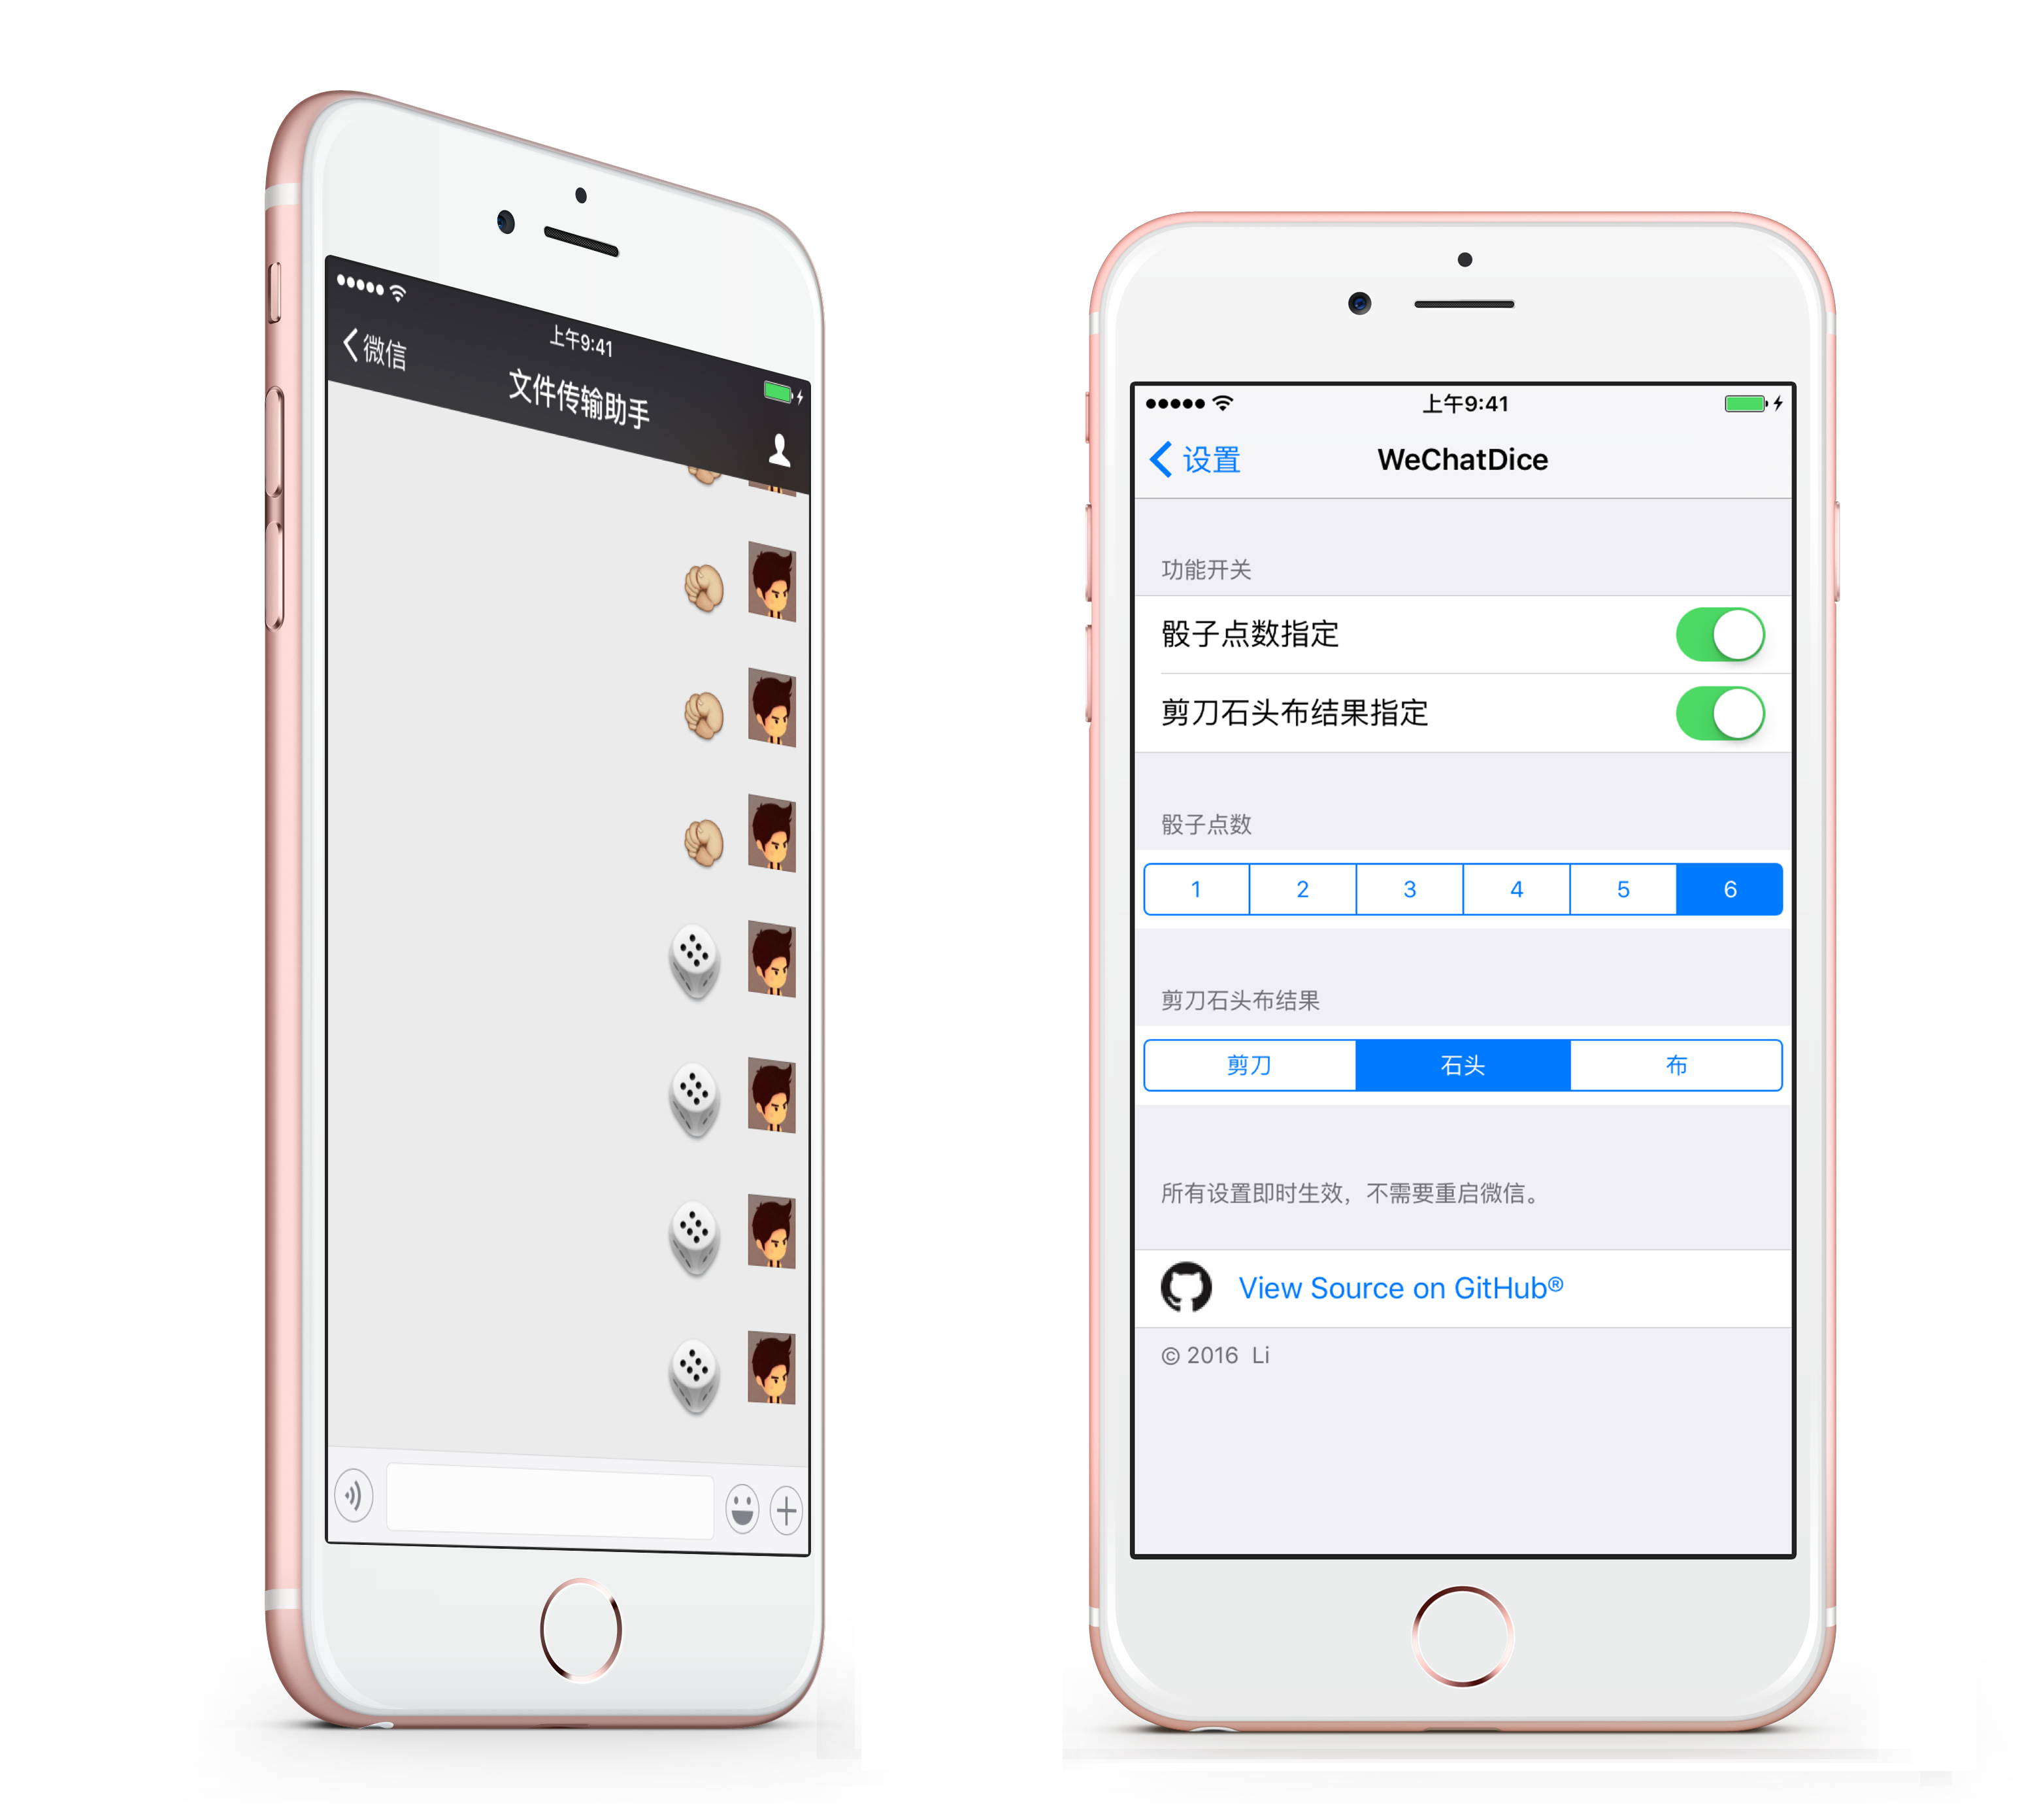 上午9:41
微信
文件传输助手
上午9:41
设置
WeChatDice
功能开关
骰子点数指定
剪刀石头布结果指定
骰子点数
1 2 3 4 5 6
剪刀石头布结果
剪刀 石头 布
所有设置即时生效，不需要重启微信。
View Source on GitHub®
© 2016 Li